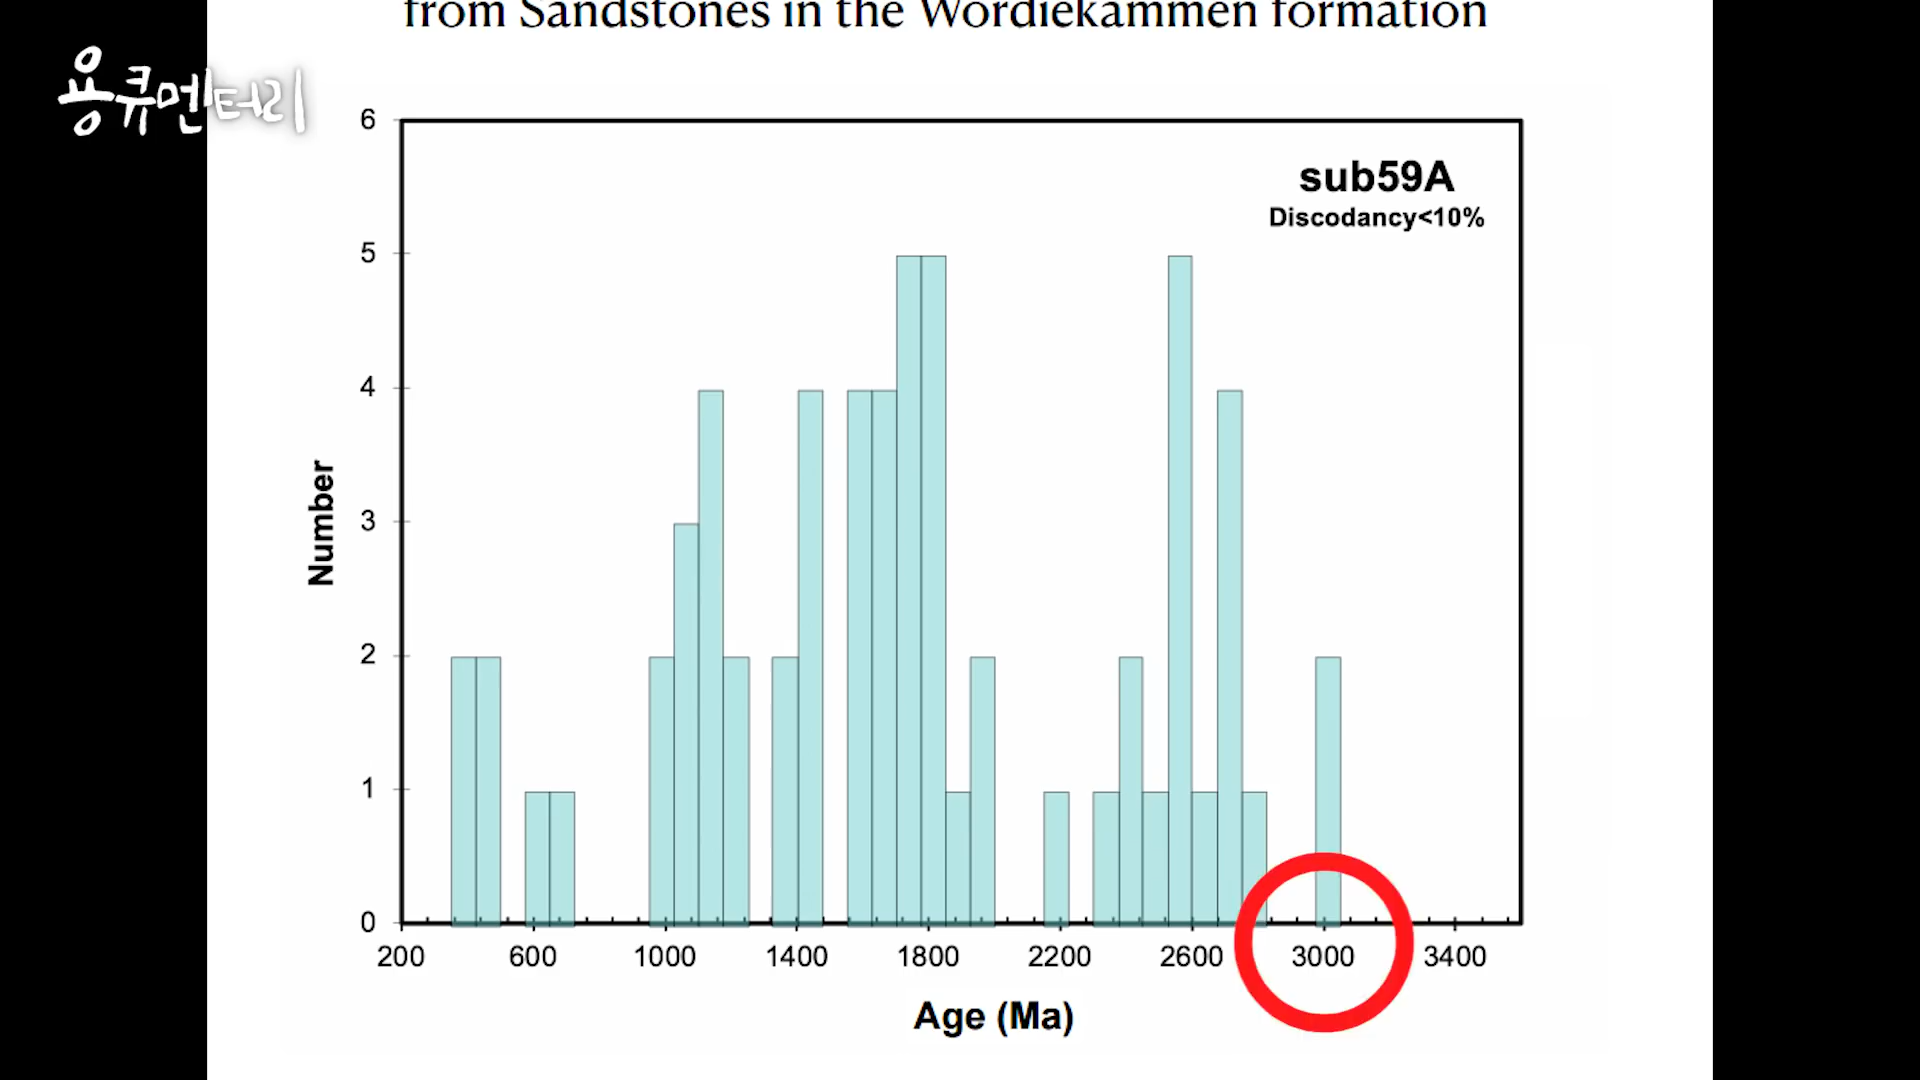 from Sandstones in the Wordiekammen formation
용큐멘터리
6
sub59A
Discodancy<10%
5
4
3
2
1
0
Number
200 600 1000 1400 1800 2200 2600 3000 3400
Age (Ma)